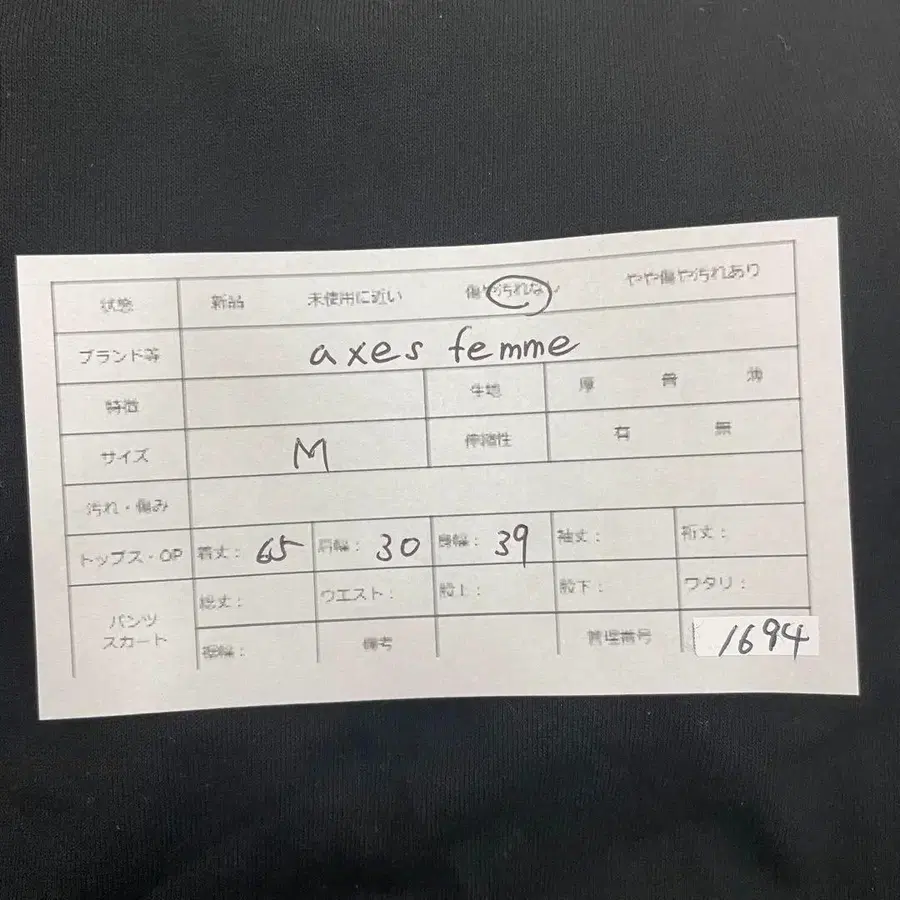 状態 新品 未使用に近い 傷や汚れなし やや傷や汚れあり
ブランド等 axes femme
特徴 生地 厚 普 薄
サイズ M 伸縮性 有 無
汚れ・傷み
トップス・OP 着丈: 65 肩幅: 30 身幅: 39 袖丈: 裄丈:
パンツ スカート 総丈: ウエスト: 股上: 股下: ワタリ:
裾幅: 備考 管理番号 1694